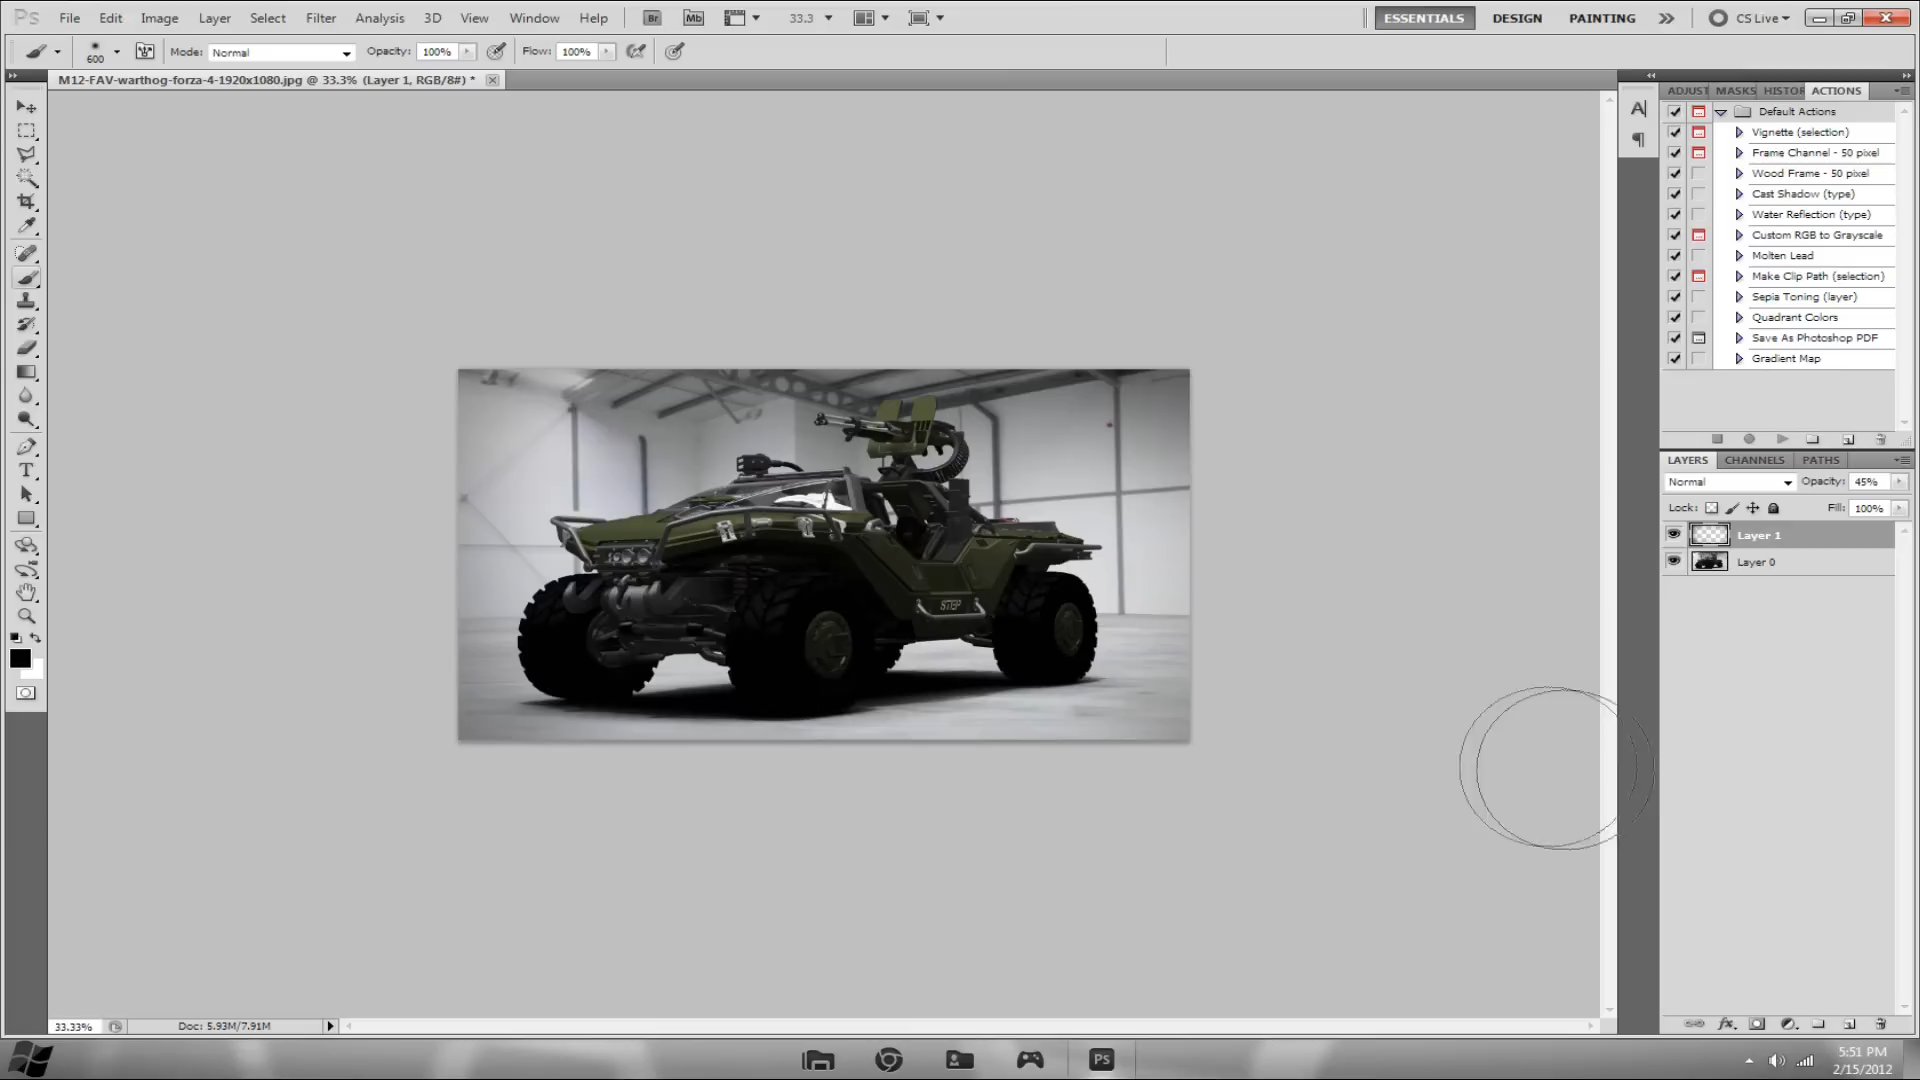 Ps File Edit Image Layer Select Filter Analysis 3D View Window Help Br Mb 33.3 ESSENTIALS DESIGN PAINTING CS Live
600 Mode: Normal Opacity: 100% Flow: 100%
M12-FAV-warthog-forza-4-1920x1080.jpg @ 33.3% (Layer 1, RGB/8#) *
ADJUST MASKS HISTOR ACTIONS
Default Actions
Vignette (selection)
Frame Channel - 50 pixel
Wood Frame - 50 pixel
Cast Shadow (type)
Water Reflection (type)
Custom RGB to Grayscale
Molten Lead
Make Clip Path (selection)
Sepia Toning (layer)
Quadrant Colors
Save As Photoshop PDF
Gradient Map
LAYERS CHANNELS PATHS
Normal Opacity: 45%
Lock: Fill: 100%
Layer 1
Layer 0
33.33% Doc: 5.93M/7.91M
PS
5:51 PM
2/15/2012